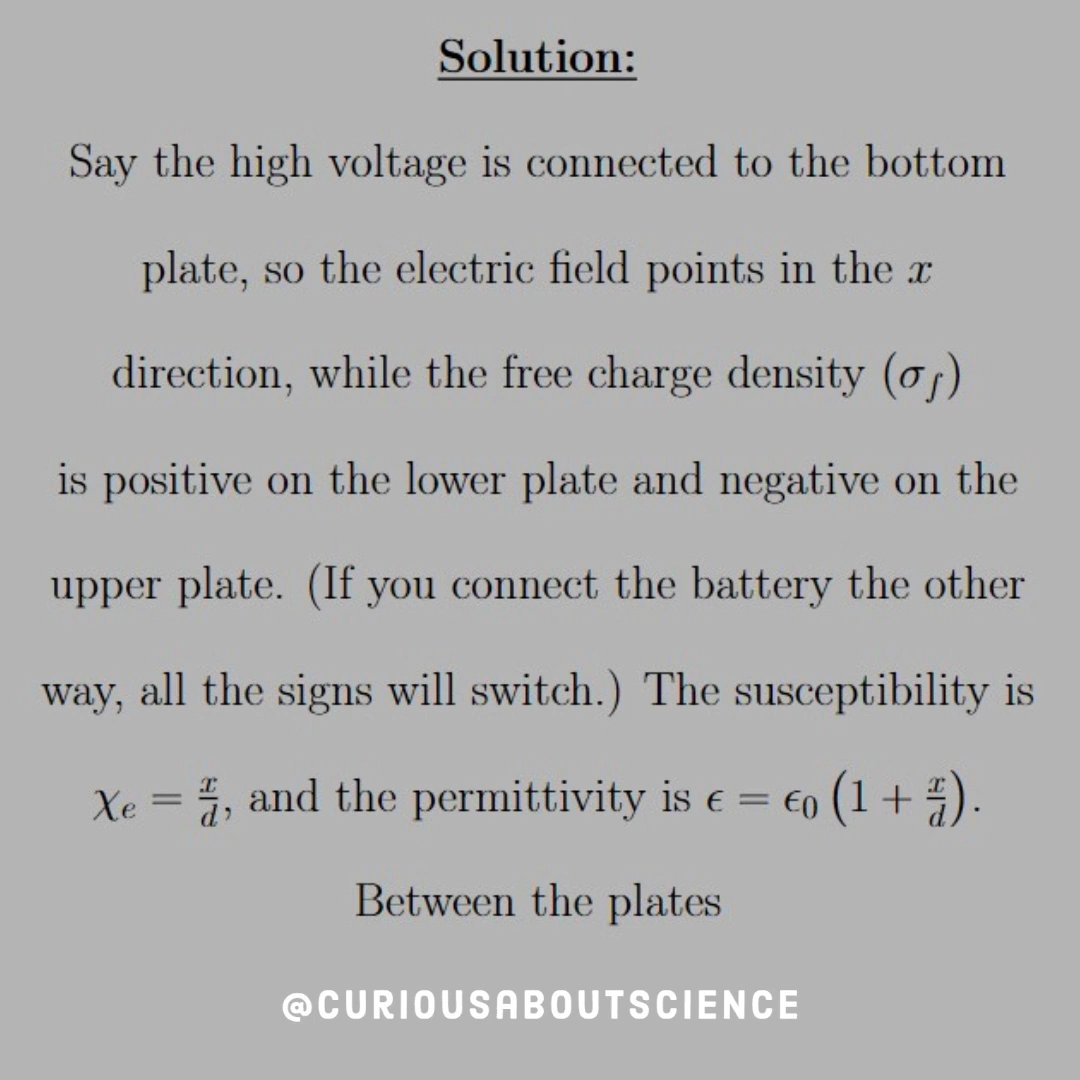 Solution:
Say the high voltage is connected to the bottom
plate, so the electric field points in the x
direction, while the free charge density (σ_f)
is positive on the lower plate and negative on the
upper plate. (If you connect the battery the other
way, all the signs will switch.) The susceptibility is
χ_e = x/d, and the permittivity is ϵ = ϵ_0 (1 + x/d).
Between the plates
@CURIOUSABOUTSCIENCE